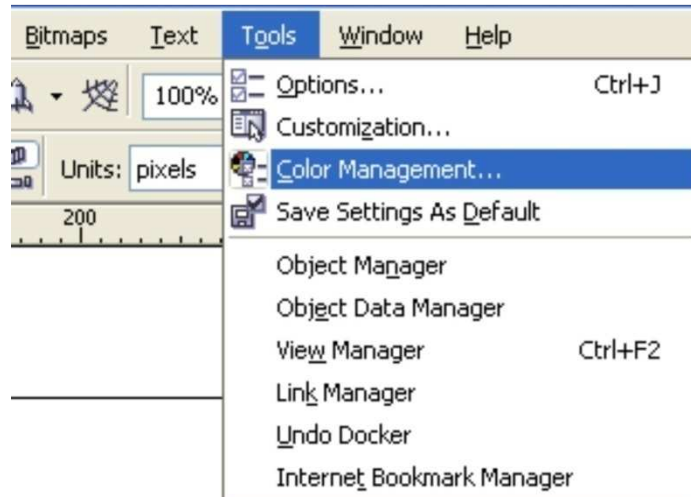 Bitmaps Text Tools Window Help
100% Options... Ctrl+J
Customization...
Units: pixels Color Management...
200 Save Settings As Default
Object Manager
Object Data Manager
View Manager Ctrl+F2
Link Manager
Undo Docker
Internet Bookmark Manager